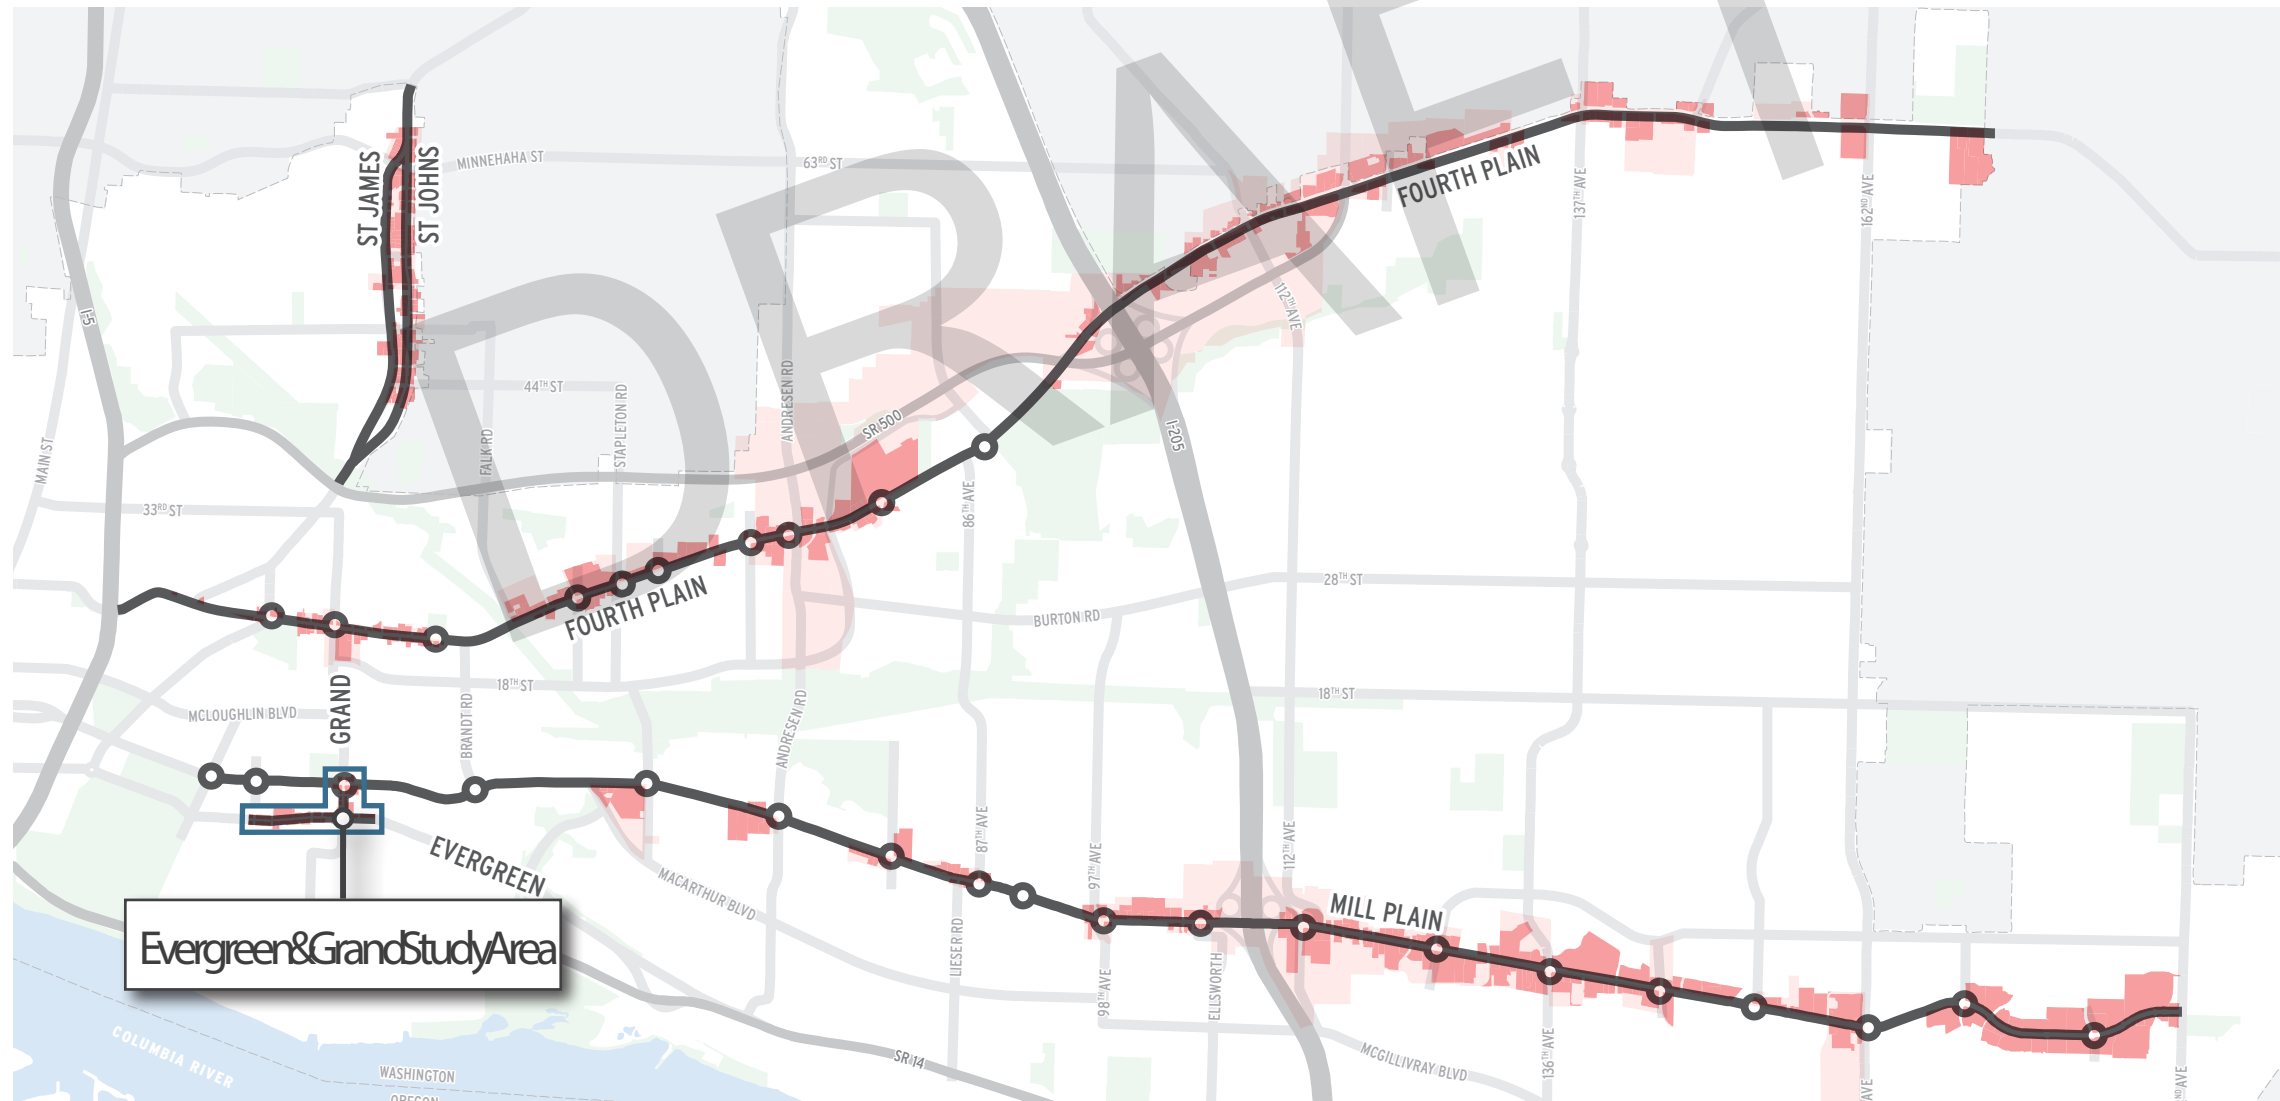 DRAFT
ST JAMES
ST JOHNS
MINNEHAHA ST
63RD ST
FOURTH PLAIN
137TH AVE
162ND AVE
I-5
112TH AVE
44TH ST
ANDRESEN RD
STAPLETON RD
FALK RD
SR 500
I-205
MAIN ST
33RD ST
86TH AVE
FOURTH PLAIN
28TH ST
BURTON RD
18TH ST
18TH ST
GRAND
MCLOUGHLIN BLVD
BRANDT RD
ANDRESEN RD
EVERGREEN
MACARTHUR BLVD
87TH AVE
97TH AVE
112TH AVE
MILL PLAIN
Evergreen&GrandStudyArea
LIESER RD
98TH AVE
ELLSWORTH
136TH AVE
MCGILLIVRAY BLVD
SR 14
COLUMBIA RIVER
WASHINGTON
OREGON
AVE
ND AVE